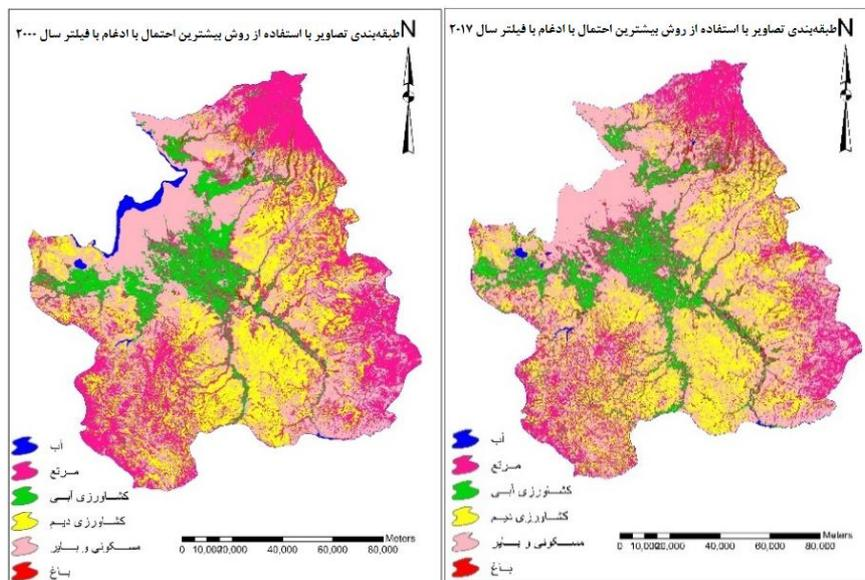 طبقه‌بندی تصاویر با استفاده از روش بیشترین احتمال با ادغام با فیلتر سال ۲۰۰۰
N
آب
مرتع
کشاورزی آبی
کشاورزی دیم
مسکونی و بایر
باغ
Meters
0 10,000 20,000 40,000 60,000 80,000
طبقه‌بندی تصاویر با استفاده از روش بیشترین احتمال با ادغام با فیلتر سال ۲۰۱۷
N
آب
مرتع
کشاورزی آبی
کشاورزی دیم
مسکونی و بایر
باغ
Meters
0 10,000 20,000 40,000 60,000 80,000